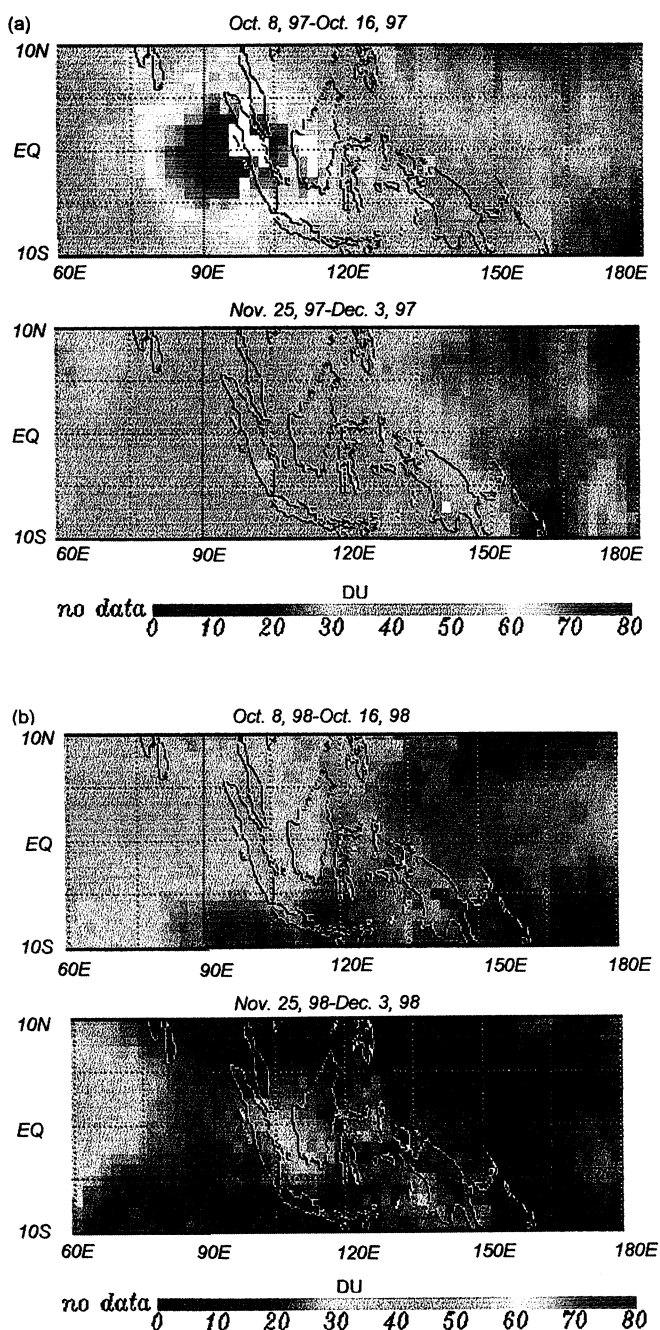 (a)
Oct. 8, 97-Oct. 16, 97
10N
EQ
10S
60E 90E 120E 150E 180E
Nov. 25, 97-Dec. 3, 97
10N
EQ
10S
60E 90E 120E 150E 180E
DU
no data
0 10 20 30 40 50 60 70 80
(b)
Oct. 8, 98-Oct. 16, 98
10N
EQ
10S
60E 90E 120E 150E 180E
Nov. 25, 98-Dec. 3, 98
10N
EQ
10S
60E 90E 120E 150E 180E
DU
no data
0 10 20 30 40 50 60 70 80